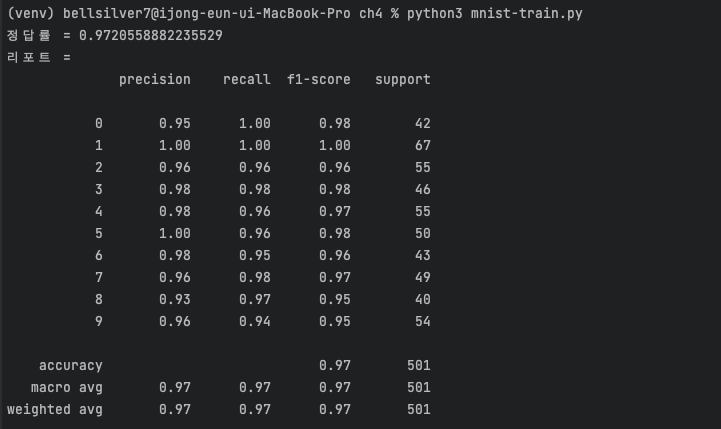 (venv) bellsilver7@ijong-eun-ui-MacBook-Pro ch4 % python3 mnist-train.py
정답률 = 0.9720558882235529
리포트 =
precision recall f1-score support
0 0.95 1.00 0.98 42
1 1.00 1.00 1.00 67
2 0.96 0.96 0.96 55
3 0.98 0.98 0.98 46
4 0.98 0.96 0.97 55
5 1.00 0.96 0.98 50
6 0.98 0.95 0.96 43
7 0.96 0.98 0.97 49
8 0.93 0.97 0.95 40
9 0.96 0.94 0.95 54
accuracy 0.97 501
macro avg 0.97 0.97 0.97 501
weighted avg 0.97 0.97 0.97 501